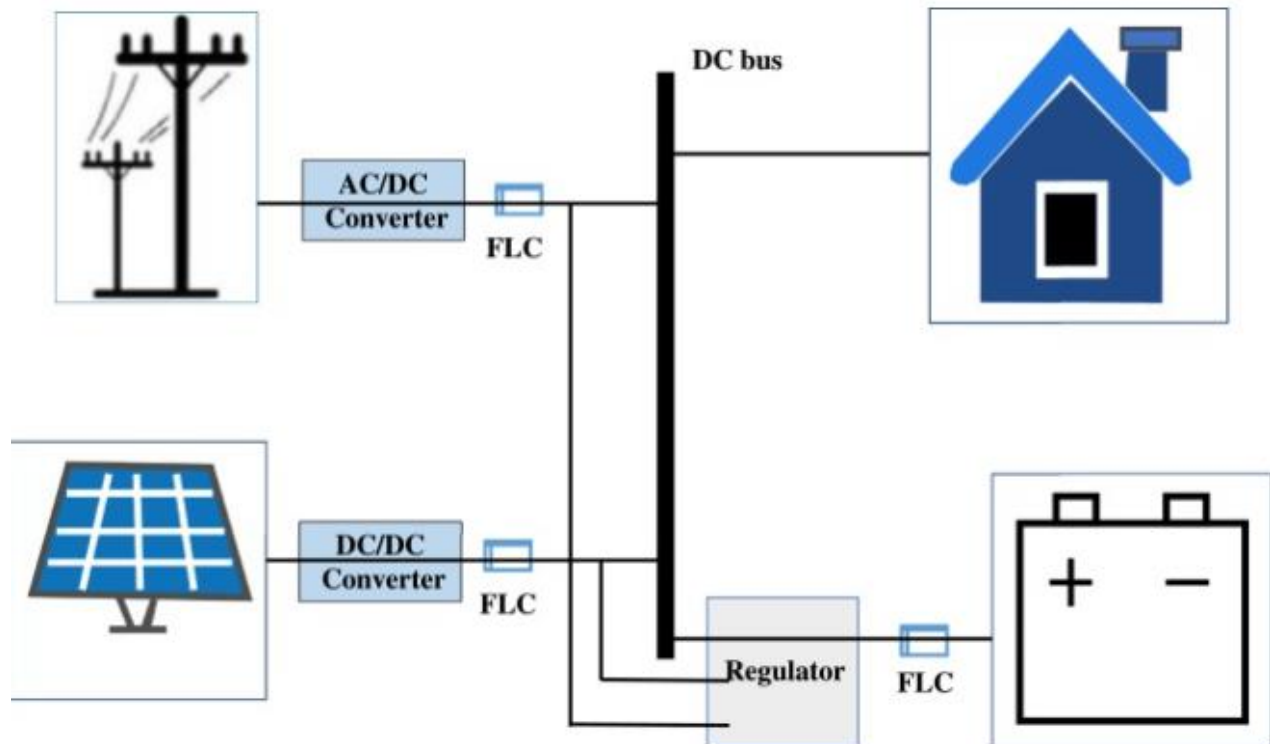 DC bus
AC/DC
Converter
FLC
DC/DC
Converter
FLC
Regulator
FLC
+ −